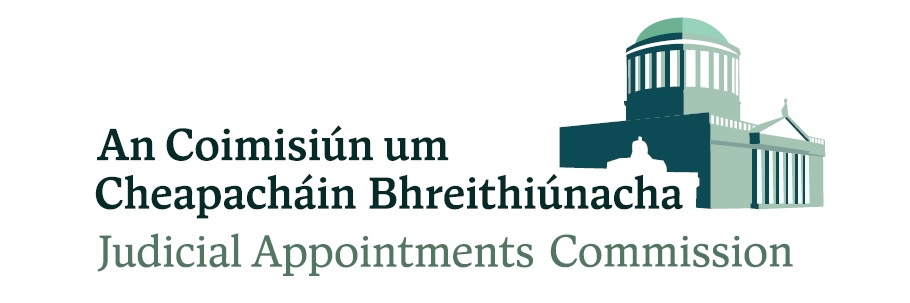 An Coimisiún um
Cheapacháin Bhreithiúnacha
Judicial Appointments Commission